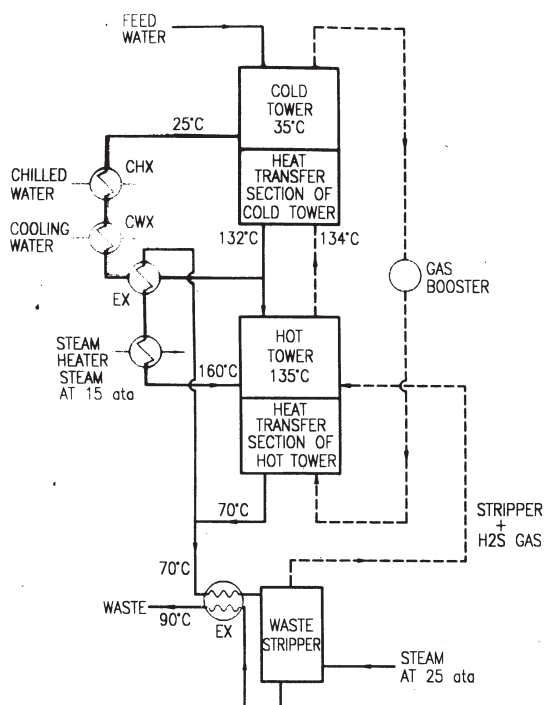 FEED
WATER
COLD
TOWER
35°C
25°C
HEAT
TRANSFER
SECTION OF
COLD TOWER
CHX
CHILLED
WATER
COOLING
WATER
CWX
132°C
134°C
EX
GAS
BOOSTER
STEAM
HEATER
STEAM
AT 15 ata
HOT
TOWER
135°C
160°C
HEAT
TRANSFER
SECTION OF
HOT TOWER
70°C
STRIPPER
+
H2S GAS
70°C
WASTE
90°C
EX
WASTE
STRIPPER
STEAM
AT 25 ata